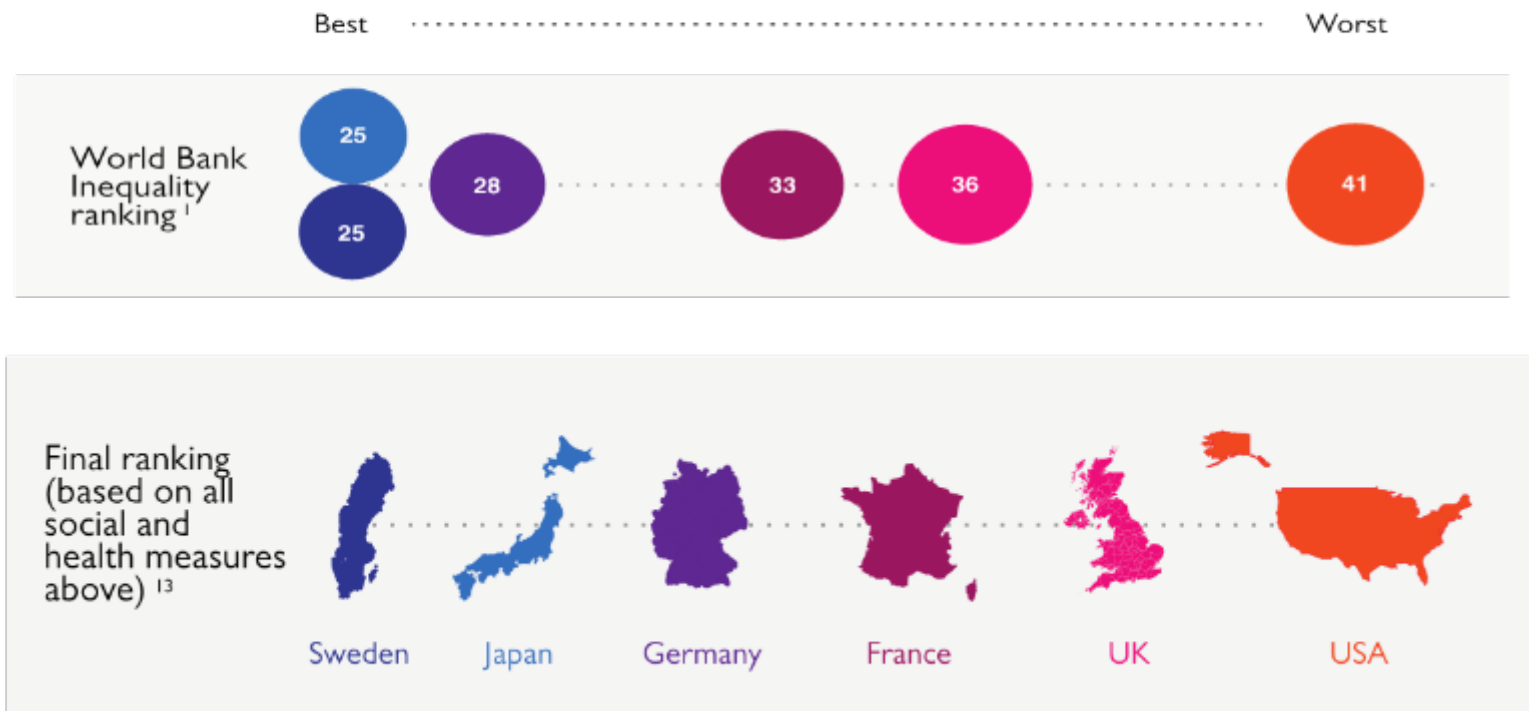 Best
Worst
25
World Bank
Inequality
ranking 1
28
33
36
41
25
Final ranking
(based on all
social and
health measures
above) 13
Sweden
Japan
Germany
France
UK
USA